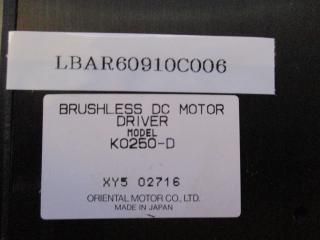 LBAR60910C006
BRUSHLESS DC MOTOR
DRIVER
MODEL
K0250-D
XY5 02716
ORIENTAL MOTOR CO., LTD.
MADE IN JAPAN